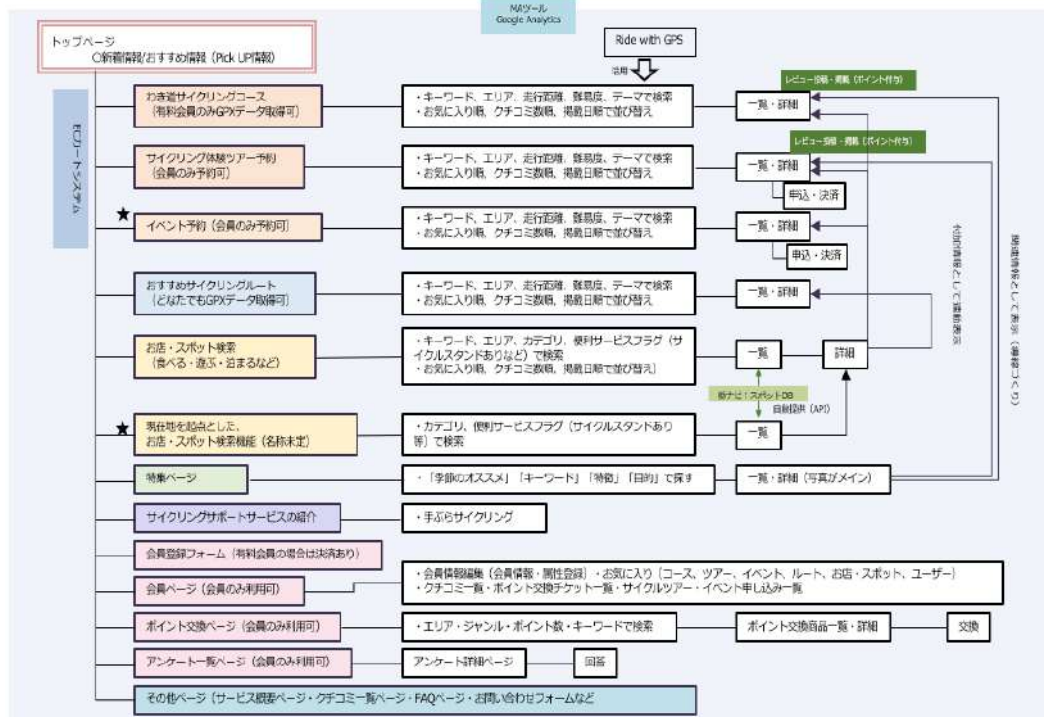 MAツール
Google Analytics
トップページ
〇新着情報/おすすめ情報（Pick UP情報）
Ride with GPS
活用
ECカートシステム
わき道サイクリングコース
（有料会員のみGPXデータ取得可）
・キーワード、エリア、走行距離、難易度、テーマで検索
・お気に入り順、クチコミ数順、掲載日順で並び替え
レビュー投稿・掲載（ポイント付与）
一覧・詳細
サイクリング体験ツアー予約
（会員のみ予約可）
・キーワード、エリア、走行距離、難易度、テーマで検索
・お気に入り順、クチコミ数順、掲載日順で並び替え
レビュー投稿・掲載（ポイント付与）
一覧・詳細
申込・決済
★
イベント予約（会員のみ予約可）
・キーワード、エリア、走行距離、難易度、テーマで検索
・お気に入り順、クチコミ数順、掲載日順で並び替え
一覧・詳細
申込・決済
おすすめサイクリングルート
（どなたでもGPXデータ取得可）
・キーワード、エリア、走行距離、難易度、テーマで検索
・お気に入り順、クチコミ数順、掲載日順で並び替え
一覧・詳細
付加情報として連動表示
関連情報として表示（導線づくり）
お店・スポット検索
（食べる・遊ぶ・泊まるなど）
・キーワード、エリア、カテゴリ、便利サービスフラグ（サ
イクルスタンドありなど）で検索
・お気に入り順、クチコミ数順、掲載日順で並び替え）
一覧
詳細
スポットDB
自動提供（API）
★
現在地を起点とした、
お店・スポット検索機能（名称未定）
・カテゴリ、便利サービスフラグ（サイクルスタンドあり
等）で検索
一覧
特集ページ
・「季節のオススメ」「キーワード」「特徴」「目的」で探す
一覧・詳細（写真がメイン）
サイクリングサポートサービスの紹介
・手ぶらサイクリング
会員登録フォーム（有料会員の場合は決済あり）
会員ページ（会員のみ利用可）
・会員情報編集（会員情報・属性登録）・お気に入り（コース、ツアー、イベント、ルート、お店・スポット、ユーザー）
・クチコミ一覧・ポイント交換チケット一覧・サイクルツアー・イベント申し込み一覧
ポイント交換ページ（会員のみ利用可）
・エリア・ジャンル・ポイント数・キーワードで検索
ポイント交換商品一覧・詳細
交換
アンケート一覧ページ（会員のみ利用可）
アンケート詳細ページ
回答
その他ページ（サービス概要ページ・クチコミ一覧ページ・FAQページ・お問い合わせフォームなど